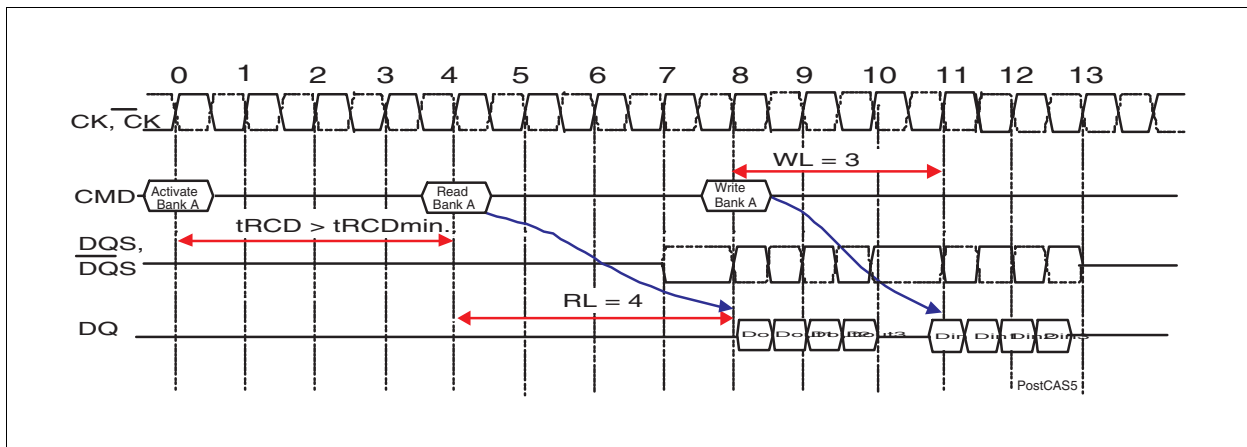 0 1 2 3 4 5 6 7 8 9 10 11 12 13
CK, CK
WL = 3
CMD
Activate
Bank A
Read
Bank A
Write
Bank A
tRCD > tRCDmin.
DQS,
DQS
RL = 4
DQ
PostCAS5